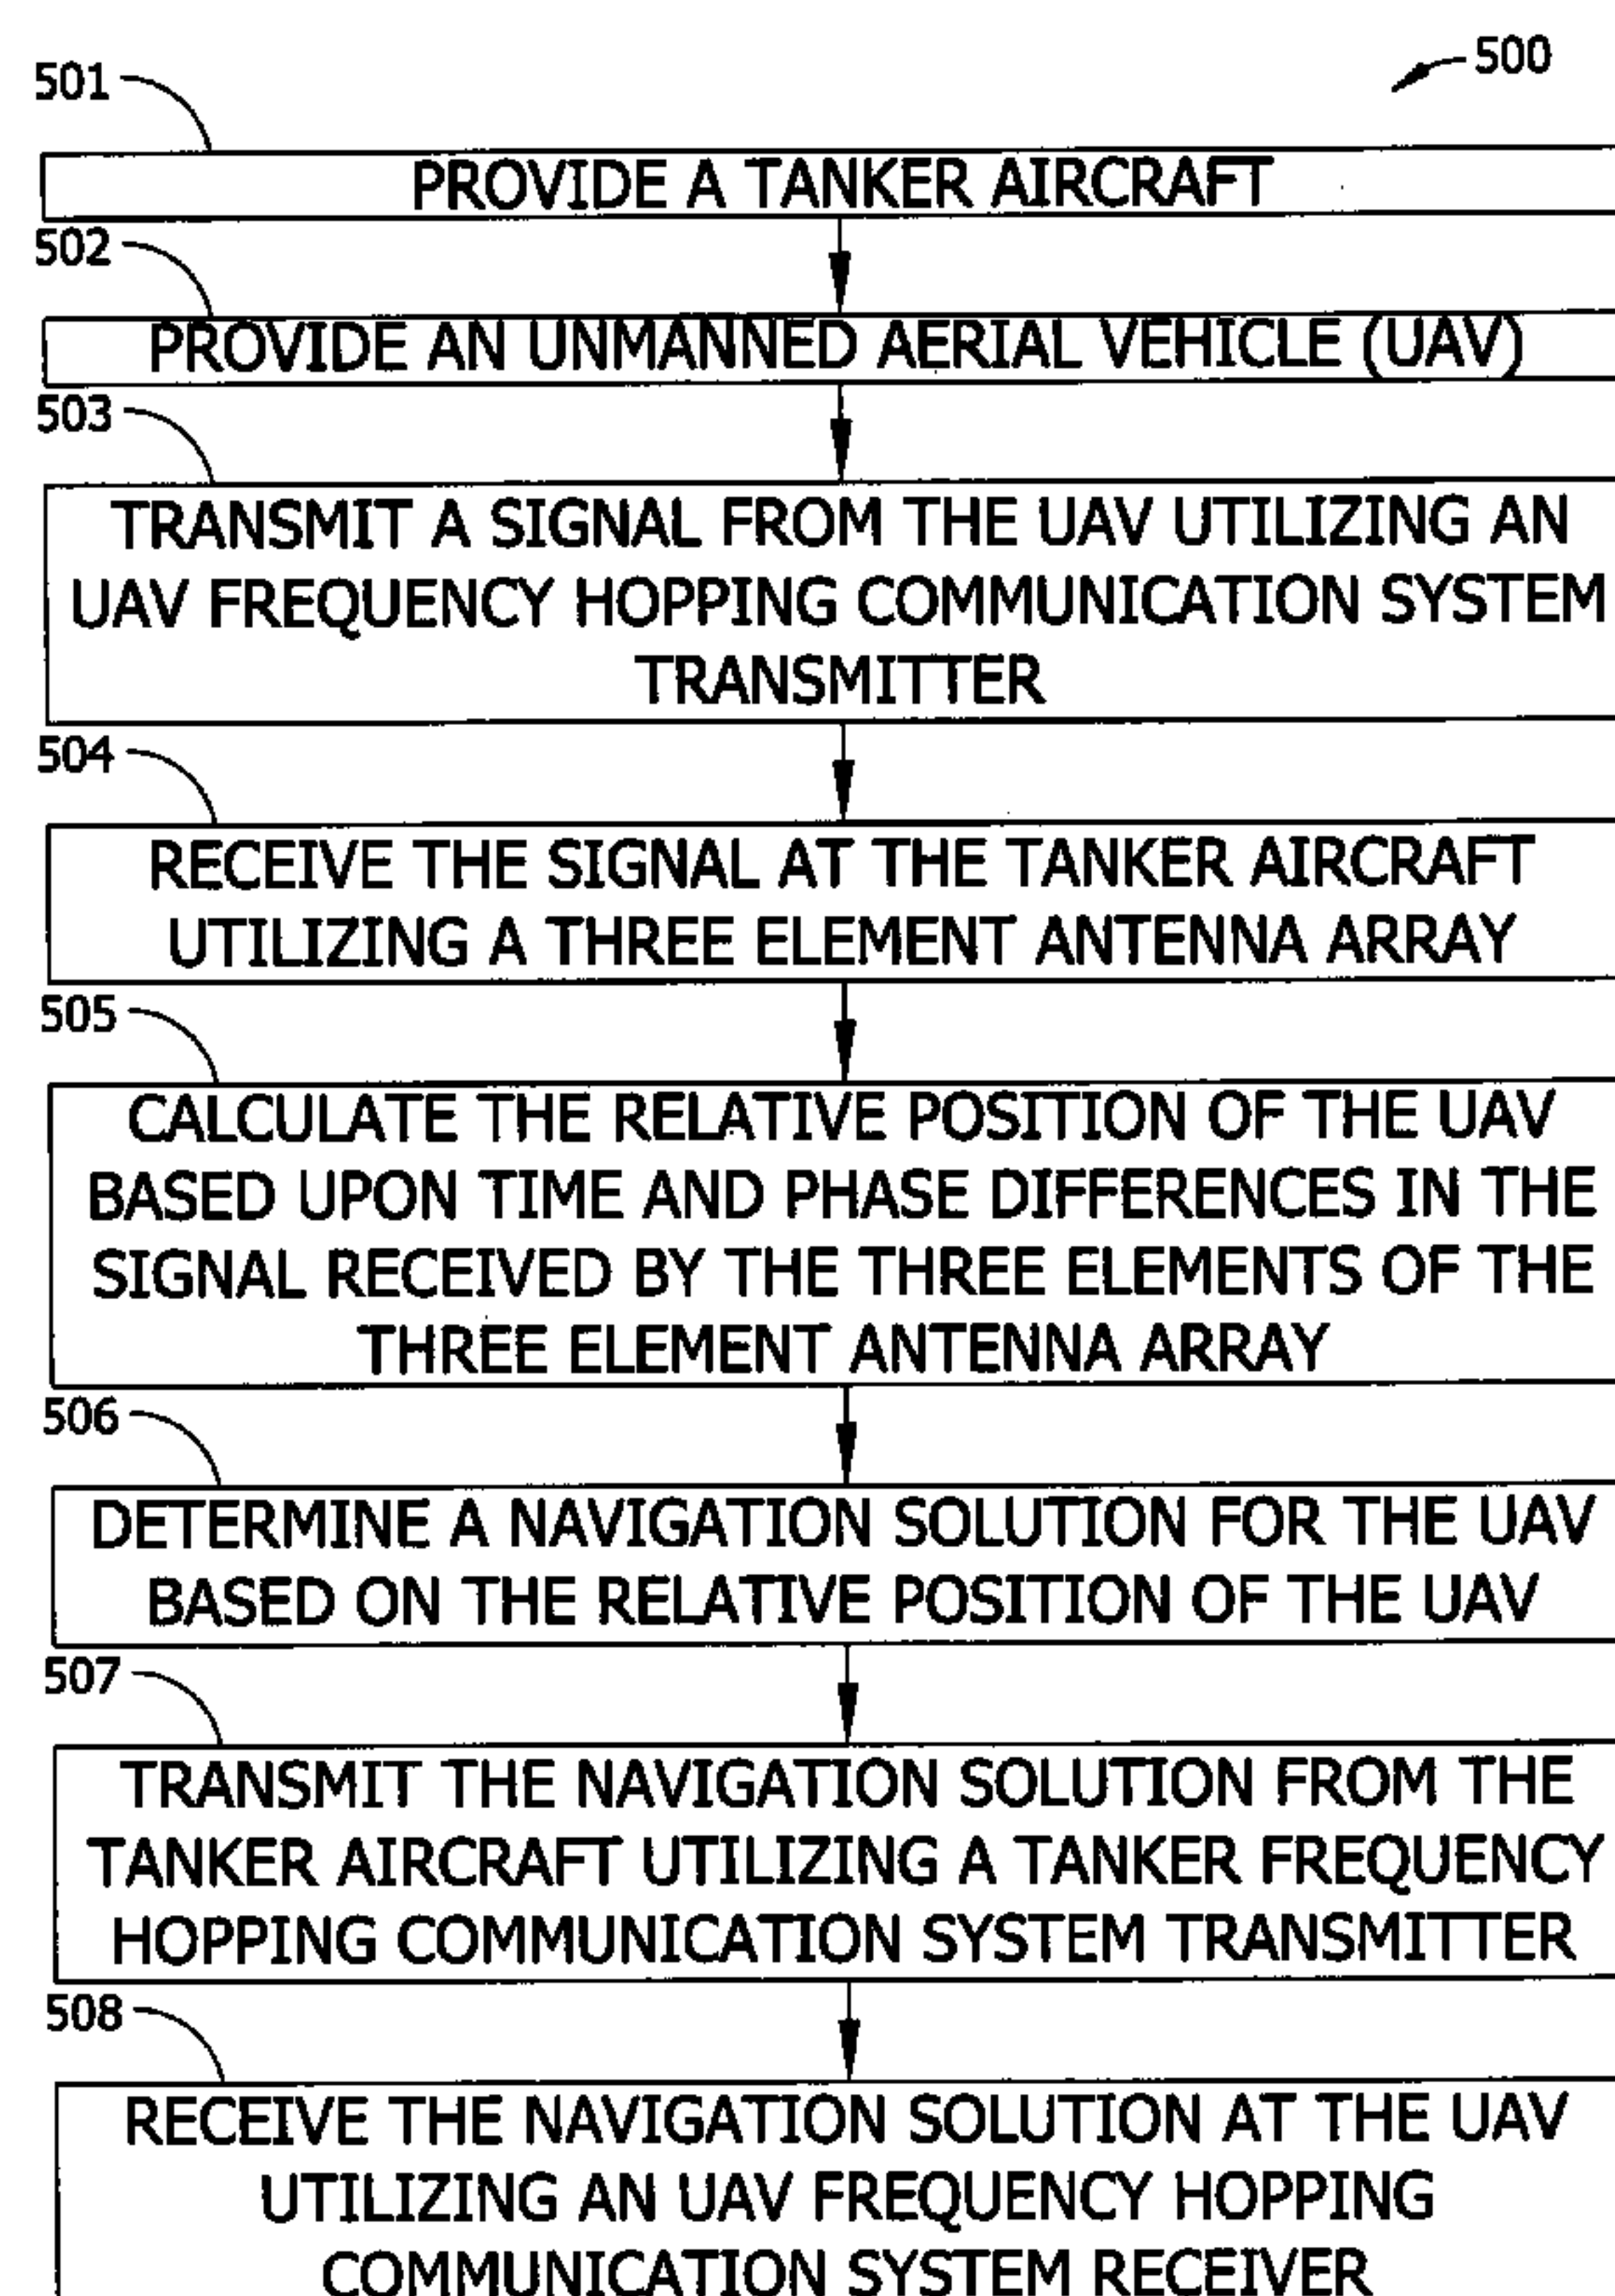 500
501
PROVIDE A TANKER AIRCRAFT
502
PROVIDE AN UNMANNED AERIAL VEHICLE (UAV)
503
TRANSMIT A SIGNAL FROM THE UAV UTILIZING AN
UAV FREQUENCY HOPPING COMMUNICATION SYSTEM
TRANSMITTER
504
RECEIVE THE SIGNAL AT THE TANKER AIRCRAFT
UTILIZING A THREE ELEMENT ANTENNA ARRAY
505
CALCULATE THE RELATIVE POSITION OF THE UAV
BASED UPON TIME AND PHASE DIFFERENCES IN THE
SIGNAL RECEIVED BY THE THREE ELEMENTS OF THE
THREE ELEMENT ANTENNA ARRAY
506
DETERMINE A NAVIGATION SOLUTION FOR THE UAV
BASED ON THE RELATIVE POSITION OF THE UAV
507
TRANSMIT THE NAVIGATION SOLUTION FROM THE
TANKER AIRCRAFT UTILIZING A TANKER FREQUENCY
HOPPING COMMUNICATION SYSTEM TRANSMITTER
508
RECEIVE THE NAVIGATION SOLUTION AT THE UAV
UTILIZING AN UAV FREQUENCY HOPPING
COMMUNICATION SYSTEM RECEIVER